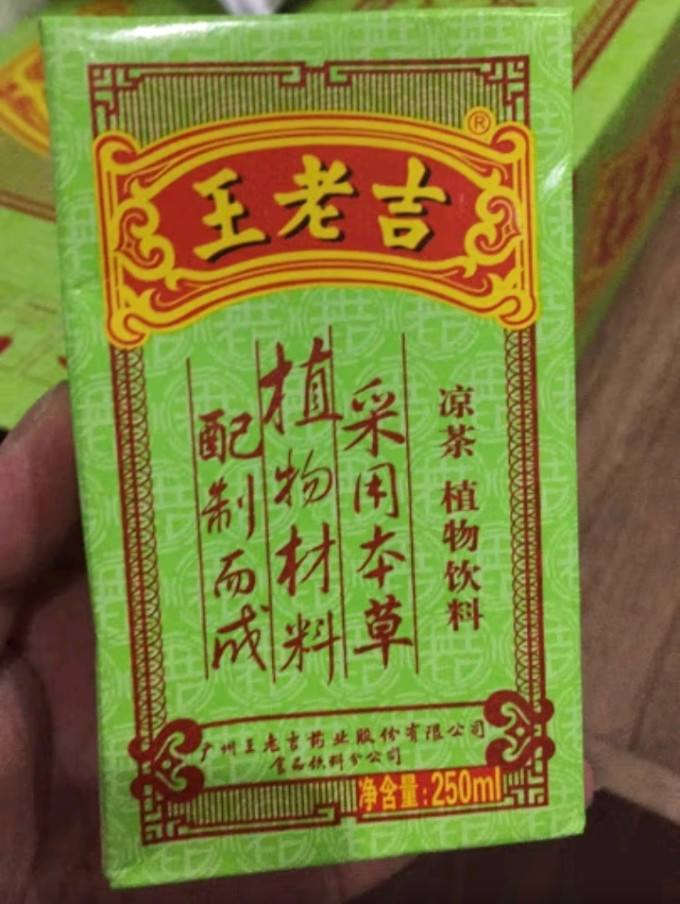 王老吉
®
凉茶 植物饮料
采用本草
植物材料
配制而成
广州王老吉药业股份有限公司
食品饮料分公司
净含量:250ml